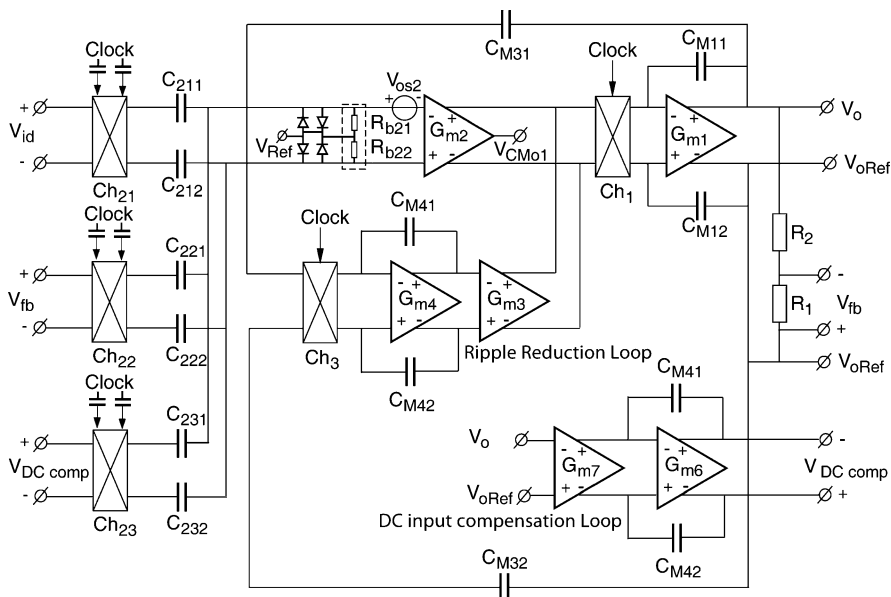 C_M31
Clock
C_M11
Clock
C_211
V_os2
+
-
+
V_id
-
Ch_21
C_212
V_Ref
R_b21
R_b22
- +
G_m2
+ -
V_CMo1
Ch_1
- +
G_m1
+ -
V_o
V_oRef
C_M12
Clock
C_221
+
V_fb
-
Ch_22
C_222
Clock
C_M41
Ch_3
- +
G_m4
+ -
- +
G_m3
+ -
C_M42
Ripple Reduction Loop
R_2
R_1
-
V_fb
+
V_oRef
Clock
C_231
+
V_DC comp
-
Ch_23
C_232
V_o
V_oRef
- +
G_m7
+ -
C_M41
- +
G_m6
+ -
C_M42
-
V_DC comp
+
DC input compensation Loop
C_M32